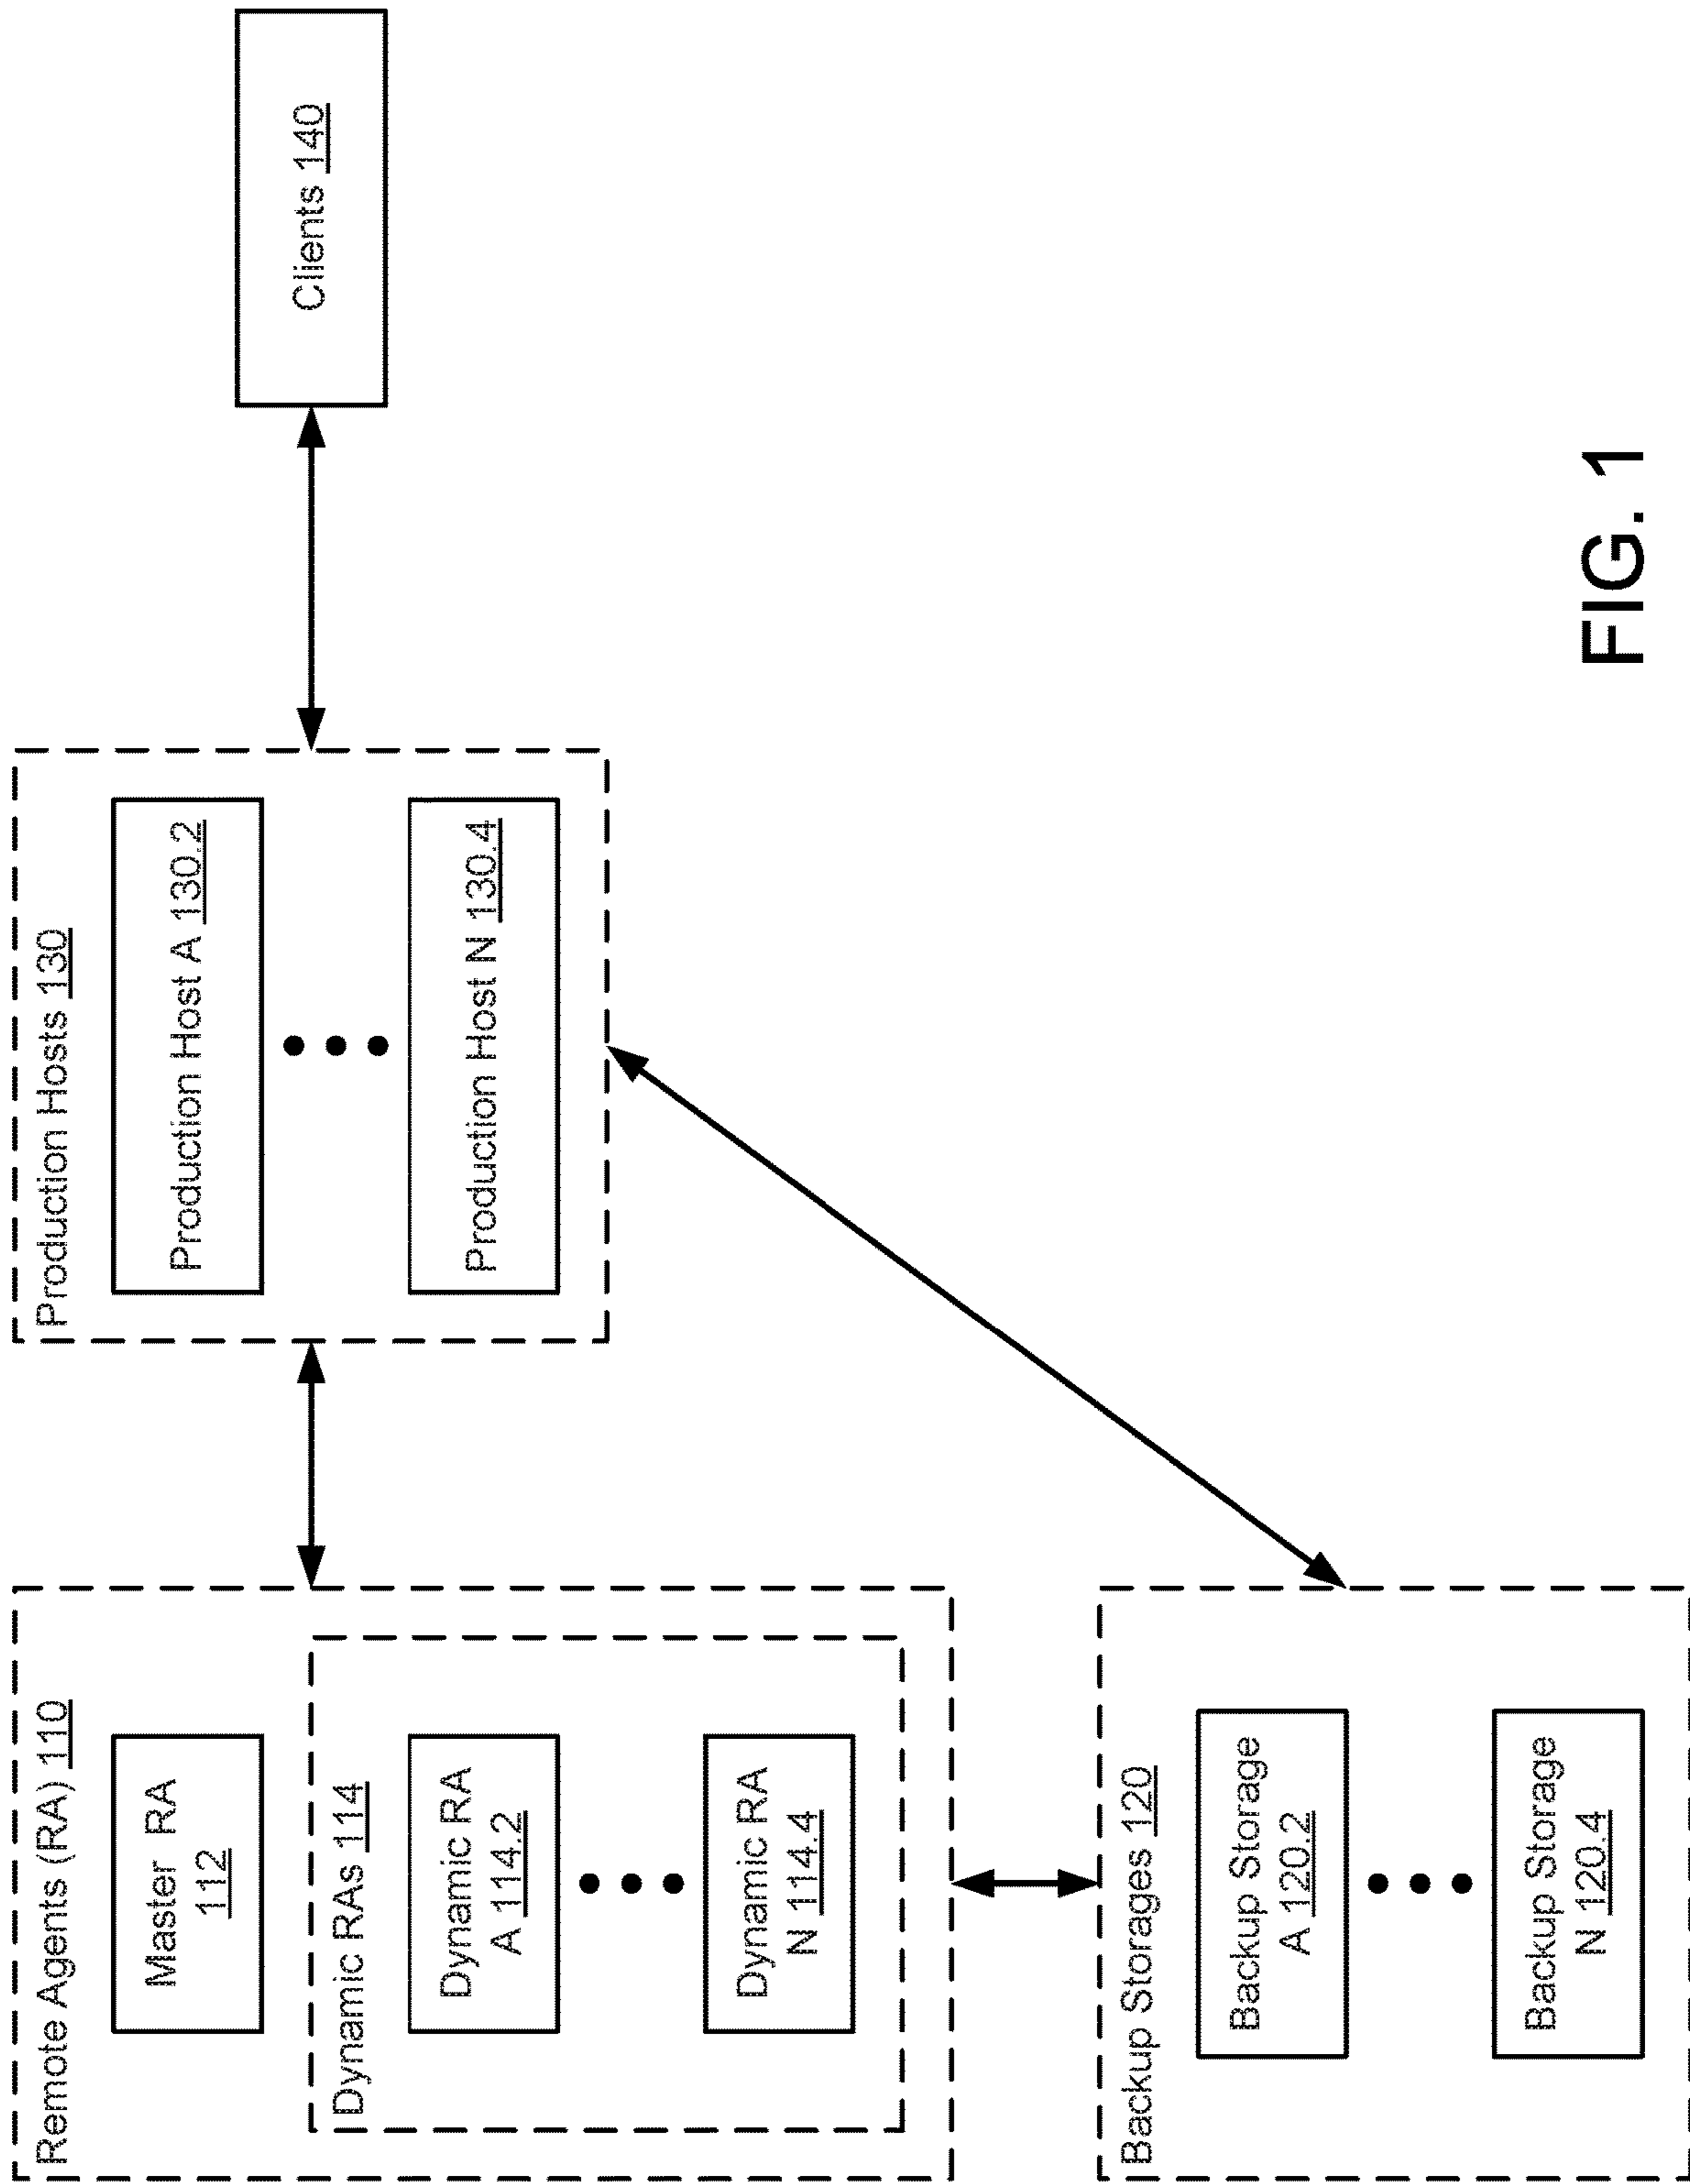 Remote Agents (RA) 110
Master RA
112
Dynamic RAs 114
Dynamic RA
A 114.2
Dynamic RA
N 114.4
Backup Storages 120
Backup Storage
A 120.2
Backup Storage
N 120.4
Production Hosts 130
Production Host A 130.2
Production Host N 130.4
Clients 140
FIG. 1